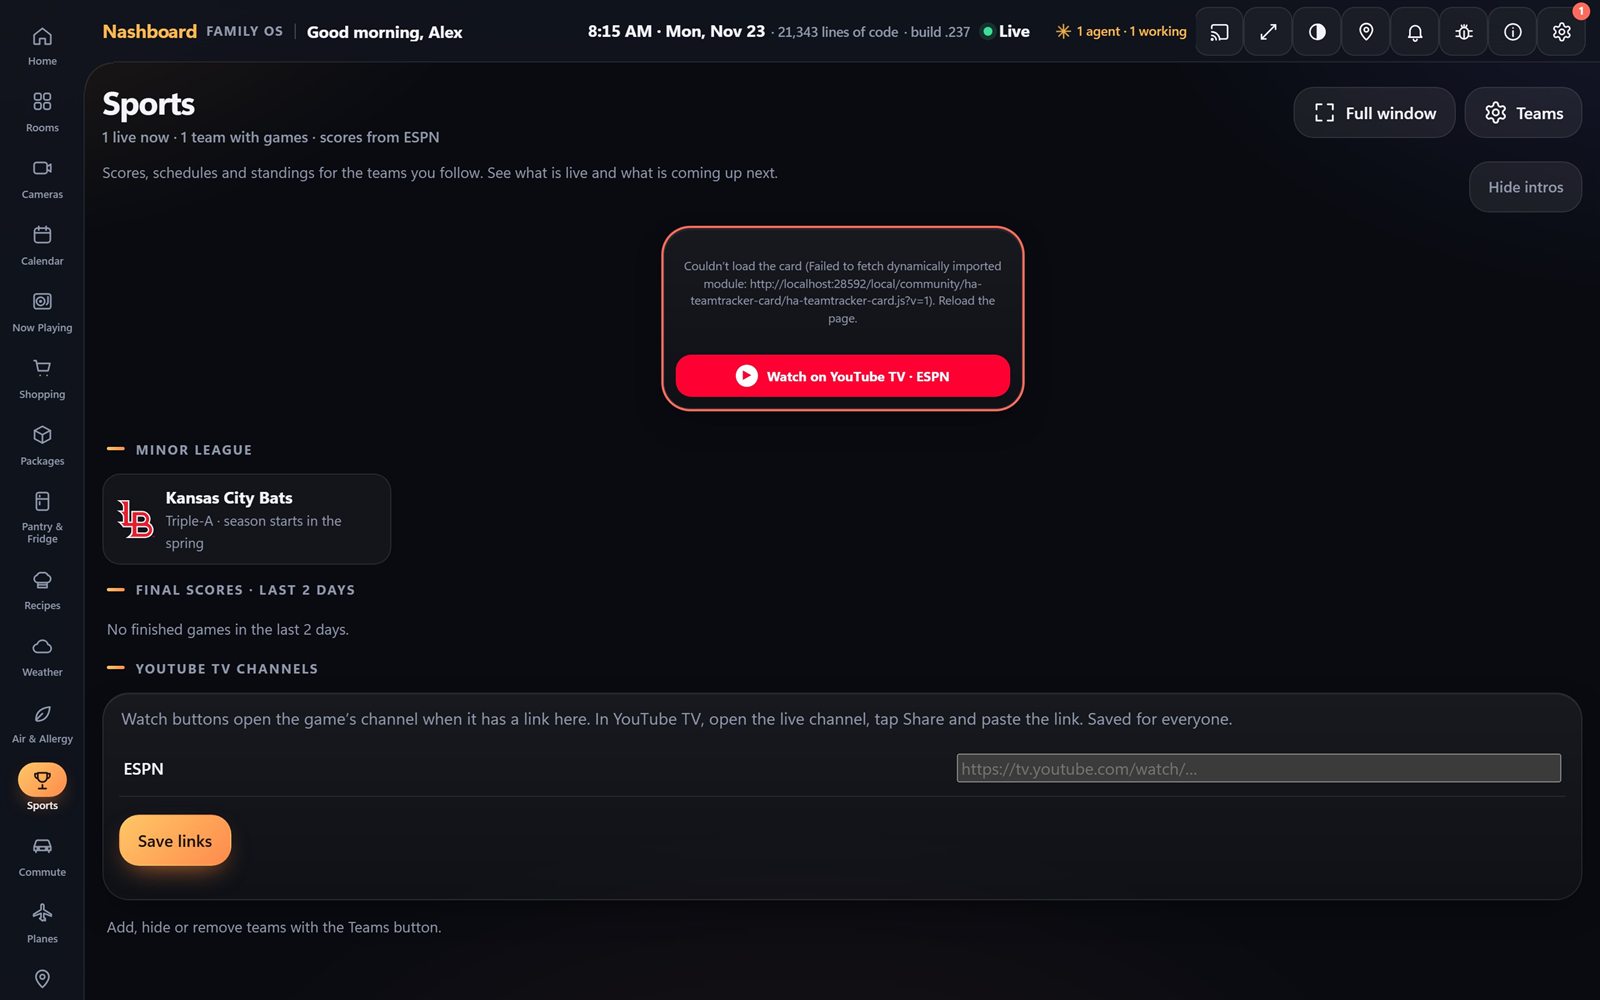 Nashboard FAMILY OS Good morning, Alex
8:15 AM · Mon, Nov 23 · 21,343 lines of code · build .237 Live
1 agent · 1 working
1
Home
Rooms
Cameras
Calendar
Now Playing
Shopping
Packages
Pantry &
Fridge
Recipes
Weather
Air & Allergy
Sports
Commute
Planes
Sports
1 live now · 1 team with games · scores from ESPN
Full window
Teams
Scores, schedules and standings for the teams you follow. See what is live and what is coming up next.
Hide intros
Couldn't load the card (Failed to fetch dynamically imported
module: http://localhost:28592/local/community/ha-
teamtracker-card/ha-teamtracker-card.js?v=1). Reload the
page.
Watch on YouTube TV · ESPN
MINOR LEAGUE
LB
Kansas City Bats
Triple-A · season starts in the
spring
FINAL SCORES · LAST 2 DAYS
No finished games in the last 2 days.
YOUTUBE TV CHANNELS
Watch buttons open the game's channel when it has a link here. In YouTube TV, open the live channel, tap Share and paste the link. Saved for everyone.
ESPN
https://tv.youtube.com/watch/...
Save links
Add, hide or remove teams with the Teams button.